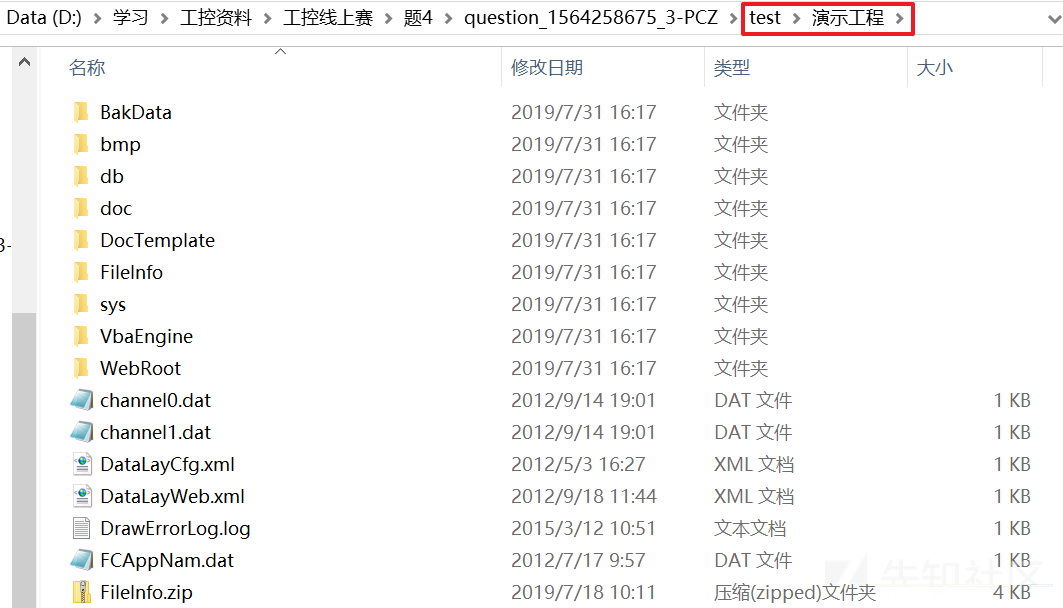 Data (D:) > 学习 > 工控资料 > 工控线上赛 > 题4 > question_1564258675_3-PCZ > test > 演示工程 >
名称 修改日期 类型 大小
BakData 2019/7/31 16:17 文件夹
bmp 2019/7/31 16:17 文件夹
db 2019/7/31 16:17 文件夹
doc 2019/7/31 16:17 文件夹
DocTemplate 2019/7/31 16:17 文件夹
3-
FileInfo 2019/7/31 16:17 文件夹
sys 2019/7/31 16:17 文件夹
VbaEngine 2019/7/31 16:17 文件夹
WebRoot 2019/7/31 16:17 文件夹
channel0.dat 2012/9/14 19:01 DAT 文件 1 KB
channel1.dat 2012/9/14 19:01 DAT 文件 1 KB
DataLayCfg.xml 2012/5/3 16:27 XML 文档 1 KB
DataLayWeb.xml 2012/9/18 11:44 XML 文档 1 KB
DrawErrorLog.log 2015/3/12 10:51 文本文档 1 KB
FCAppNam.dat 2012/7/17 9:57 DAT 文件 1 KB
先知社区
FileInfo.zip 2019/7/18 10:11 压缩(zipped)文件夹 4 KB